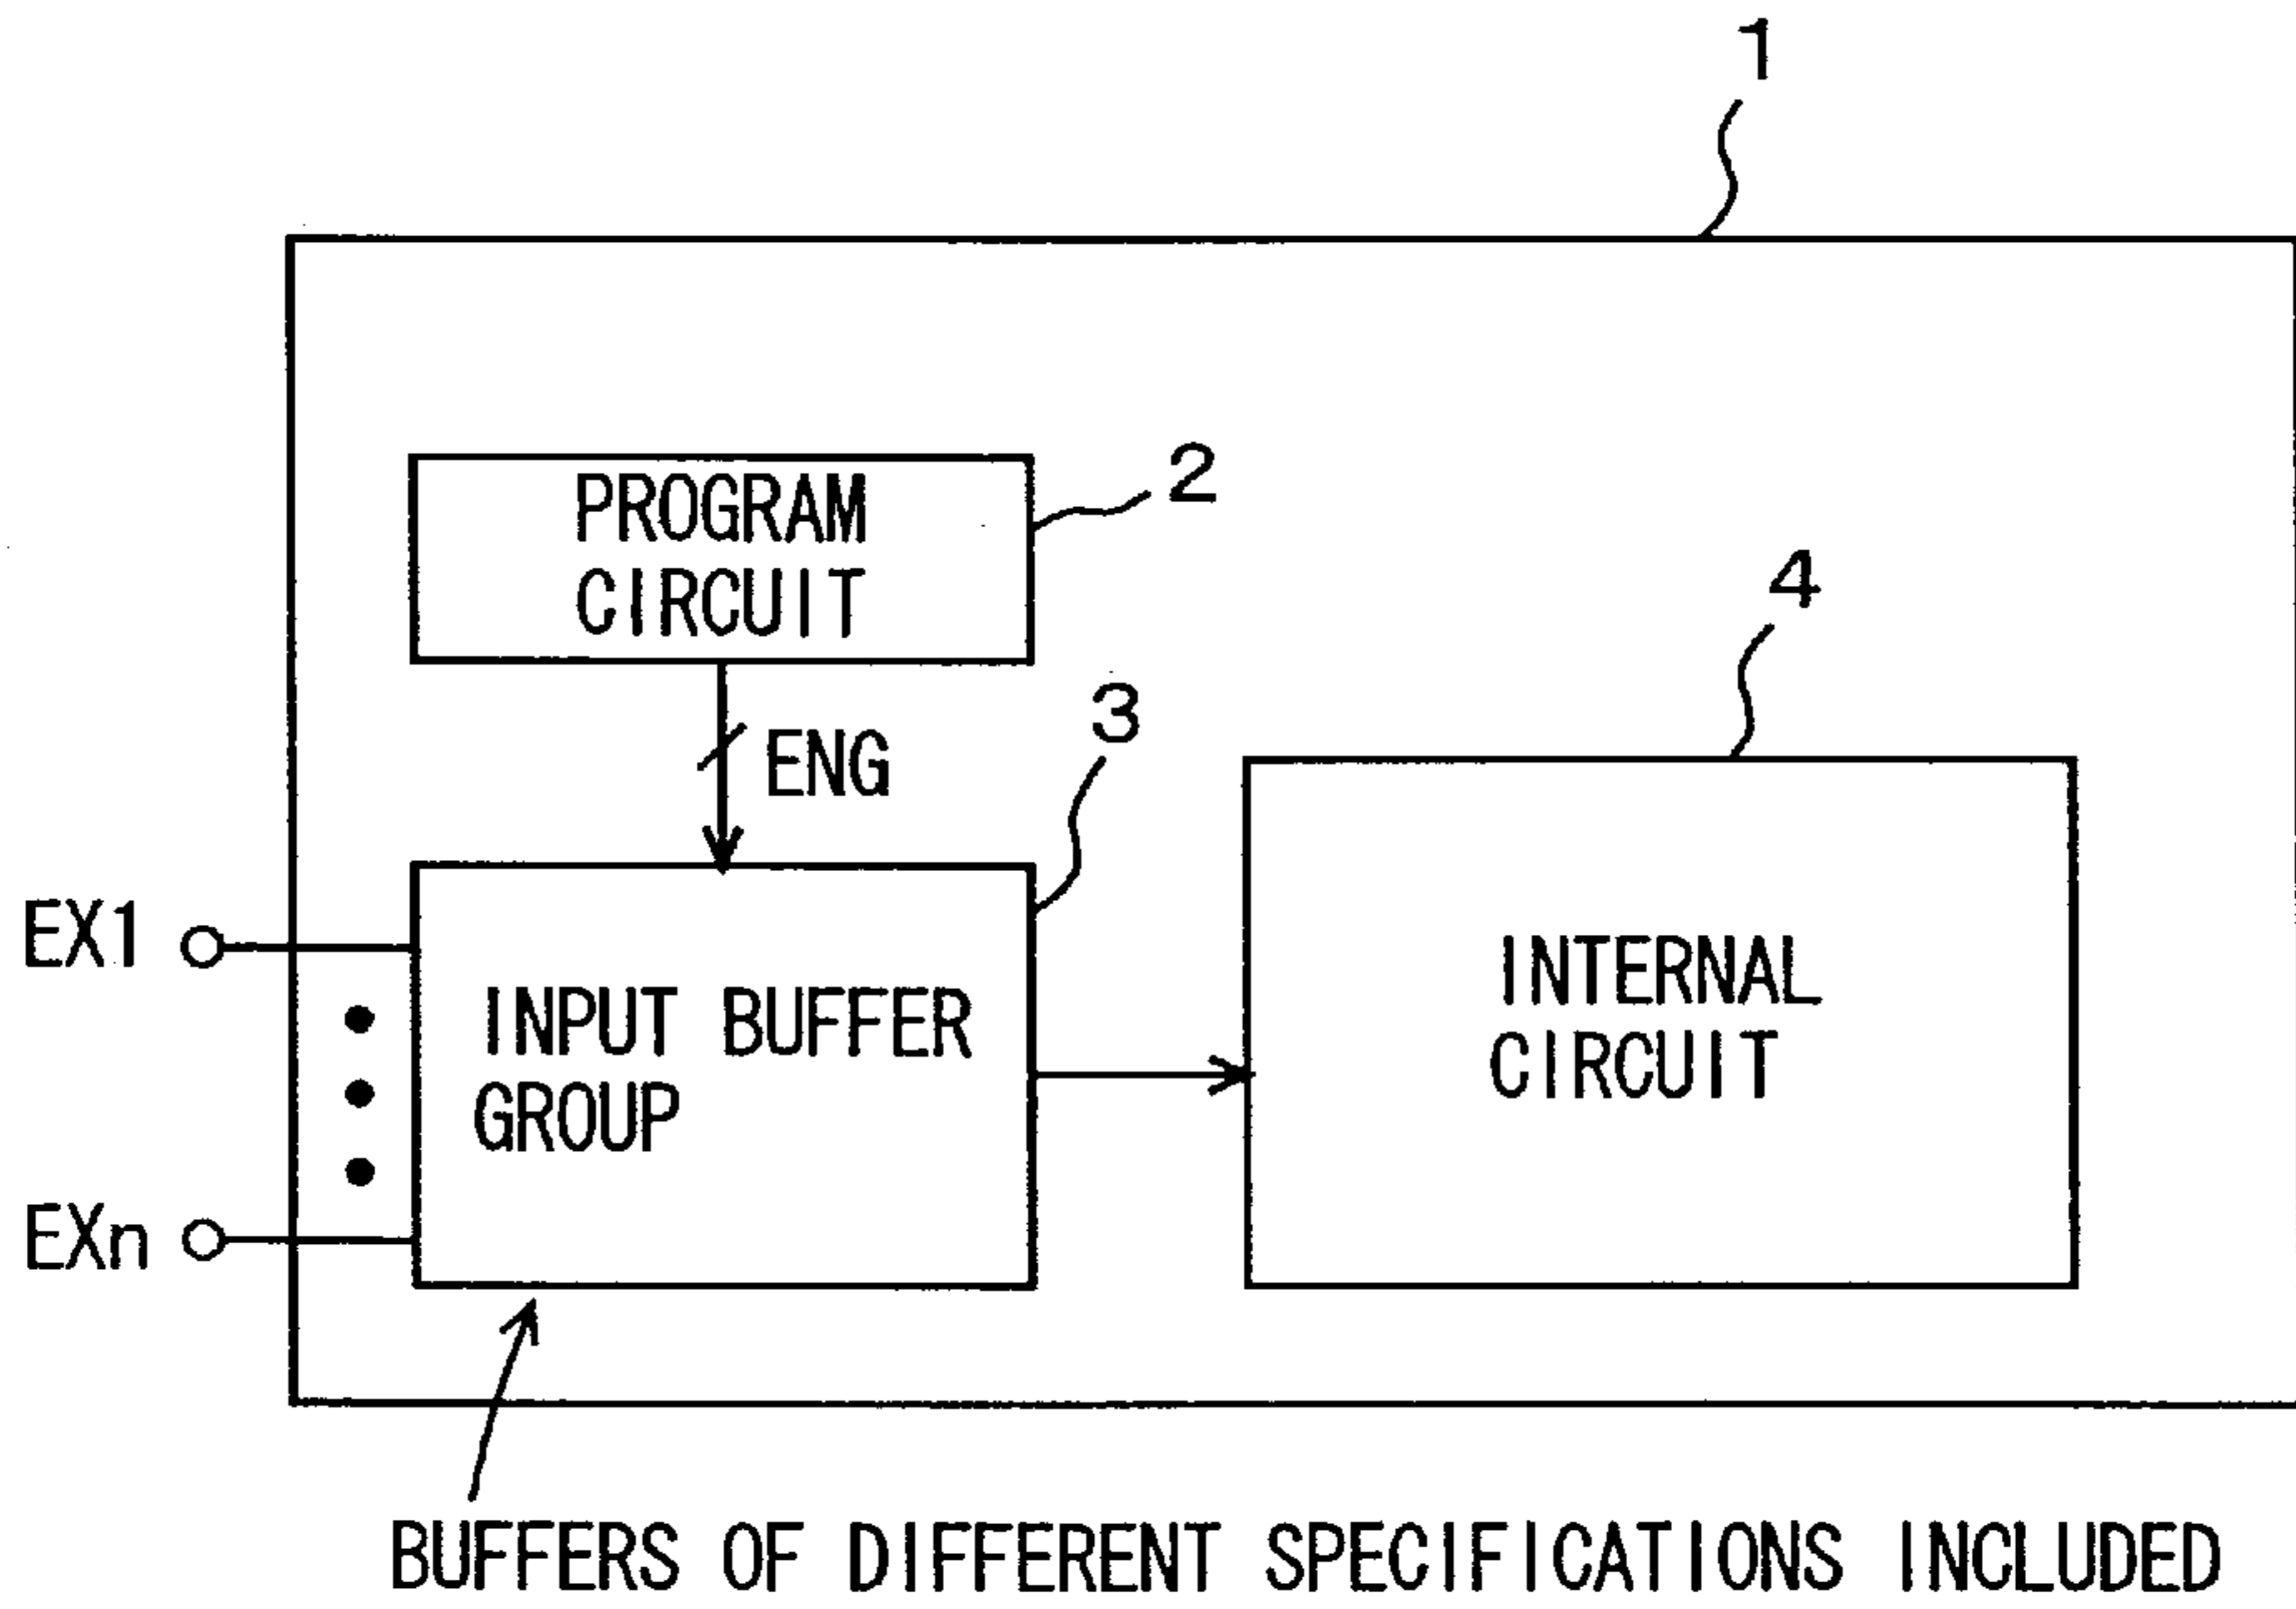 1
PROGRAM
CIRCUIT
2
4
ENG
3
EX1
INPUT BUFFER
GROUP
INTERNAL
CIRCUIT
EXn
BUFFERS OF DIFFERENT SPECIFICATIONS INCLUDED